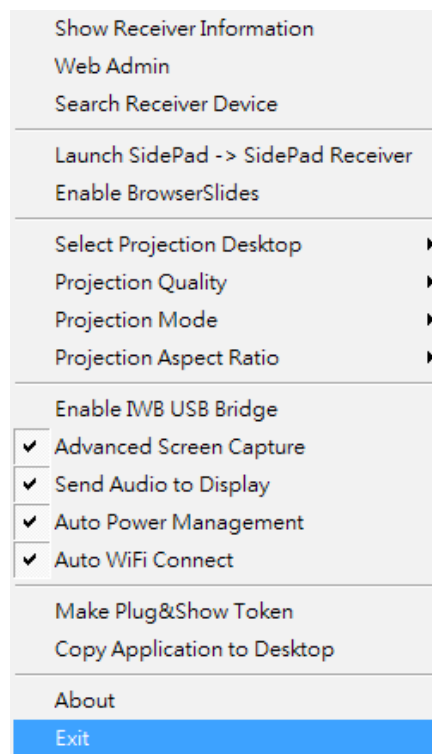 Show Receiver Information
Web Admin
Search Receiver Device
Launch SidePad -> SidePad Receiver
Enable BrowserSlides
Select Projection Desktop
Projection Quality
Projection Mode
Projection Aspect Ratio
Enable IWB USB Bridge
Advanced Screen Capture
Send Audio to Display
Auto Power Management
Auto WiFi Connect
Make Plug&Show Token
Copy Application to Desktop
About
Exit